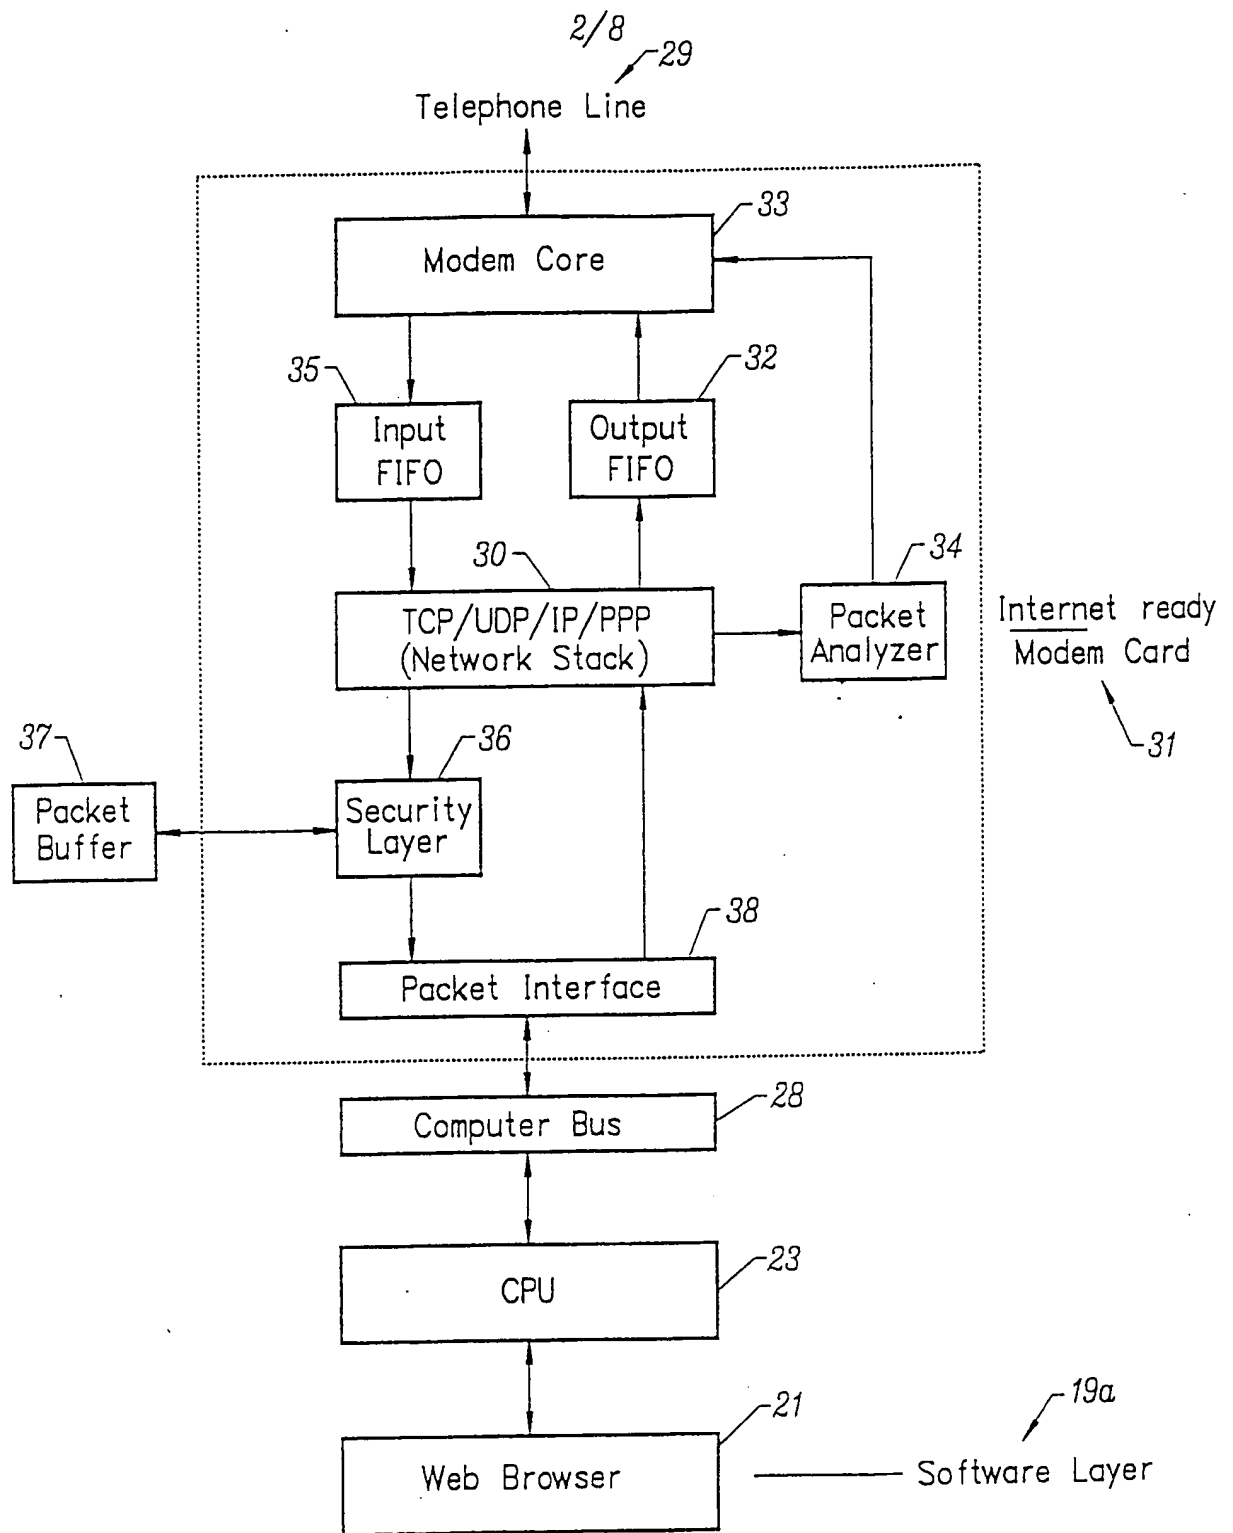 2/8
29
Telephone Line
33
Modem Core
35
32
Input
FIFO
Output
FIFO
30
34
TCP/UDP/IP/PPP
(Network Stack)
Packet
Analyzer
Internet ready
Modem Card
31
37
36
Packet
Buffer
Security
Layer
38
Packet Interface
28
Computer Bus
23
CPU
21
19a
Web Browser
Software Layer